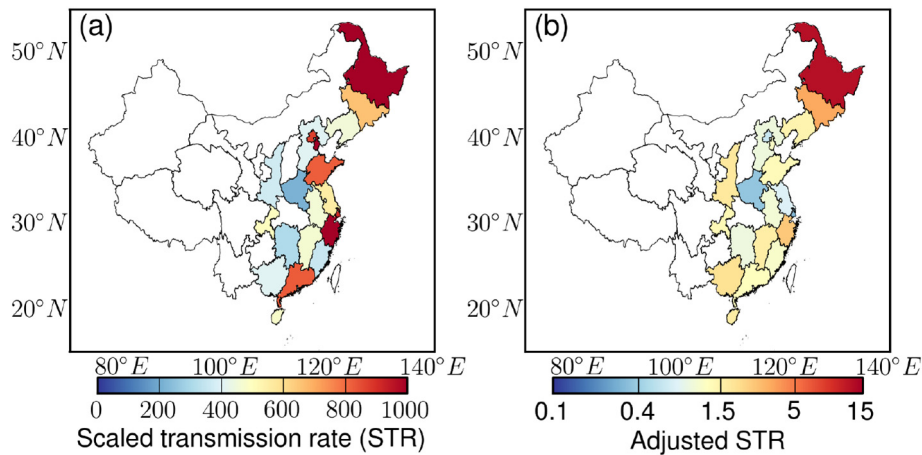 (a)
50°N
40°N
30°N
20°N
80°E 100°E 120°E 140°E
0 200 400 600 800 1000
Scaled transmission rate (STR)
(b)
50°N
40°N
30°N
20°N
80°E 100°E 120°E 140°E
0.1 0.4 1.5 5 15
Adjusted STR